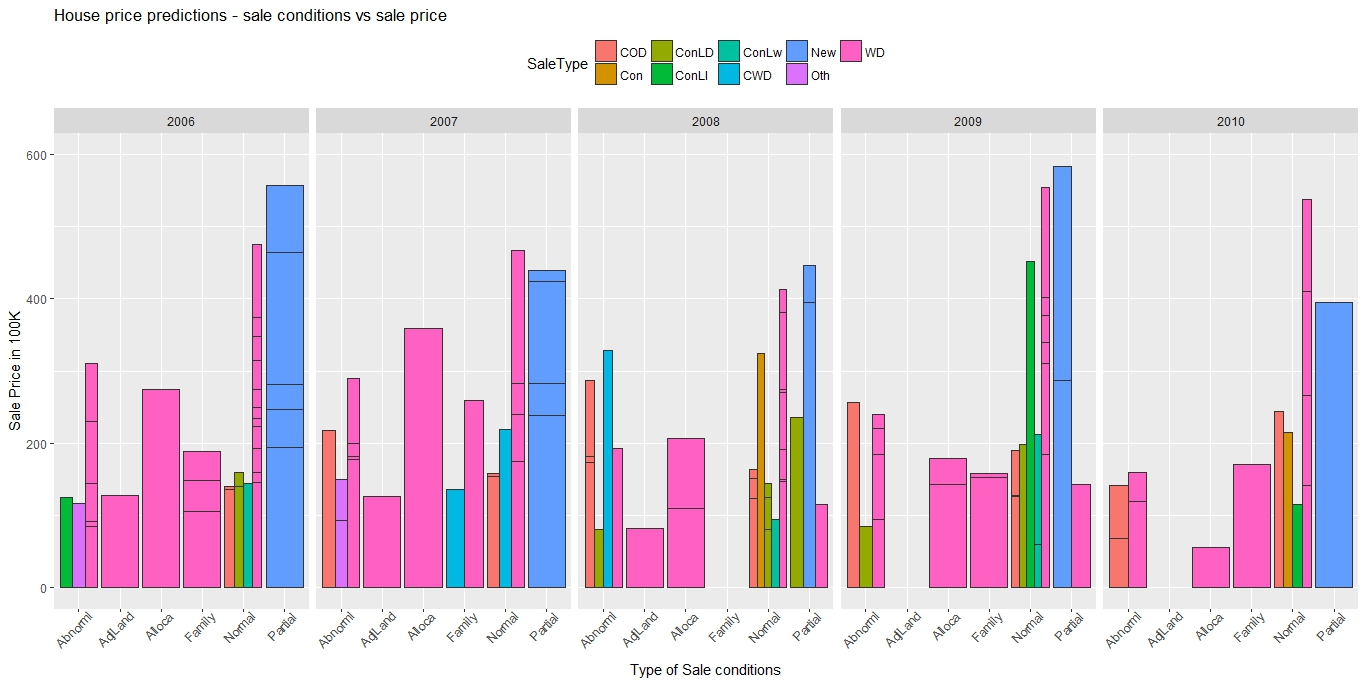 House price predictions - sale conditions vs sale price
SaleType COD ConLD ConLw New WD
Con ConLI CWD Oth
2006 2007 2008 2009 2010
600
400
200
0
Sale Price in 100K
Abnorml AdjLand Alloca Family Normal Partial Abnorml AdjLand Alloca Family Normal Partial Abnorml AdjLand Alloca Family Normal Partial Abnorml AdjLand Alloca Family Normal Partial Abnorml AdjLand Alloca Family Normal Partial
Type of Sale conditions